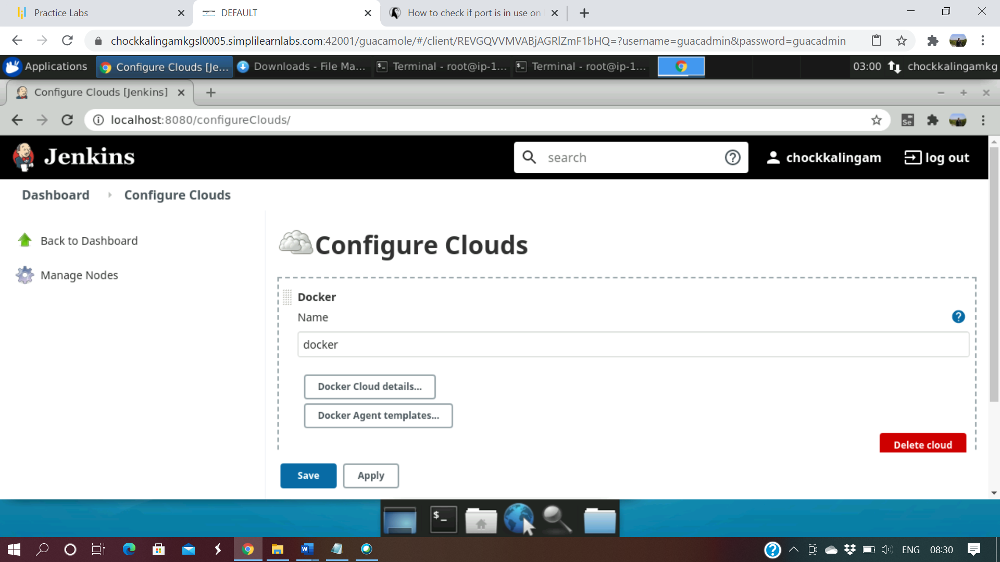 Practice Labs
DEFAULT
How to check if port is in use on
chockkalingamkgsl0005.simplilearnlabs.com:42001/guacamole/#/client/REVGQVVMVABjAGRlZmF1bHQ=?username=guacadmin&password=guacadmin
Applications
Configure Clouds [Je...
Downloads - File Ma...
Terminal - root@ip-1...
Terminal - root@ip-1...
03:00
chockkalingamkg
Configure Clouds [Jenkins]
localhost:8080/configureClouds/
Se
Jenkins
search
chockkalingam
log out
Dashboard
Configure Clouds
Back to Dashboard
Manage Nodes
Configure Clouds
Docker
Name
docker
Docker Cloud details...
Docker Agent templates...
Delete cloud
Save
Apply
$_
ENG
08:30